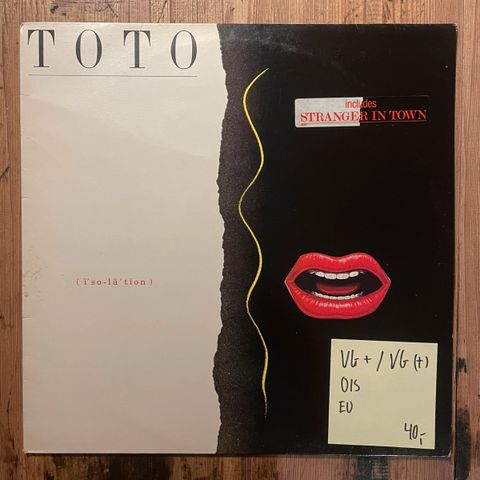 TOTO
includes
STRANGER IN TOWN
(ī'so-lā'tion)
VG + / VG (+)
OIS
EU
40,-